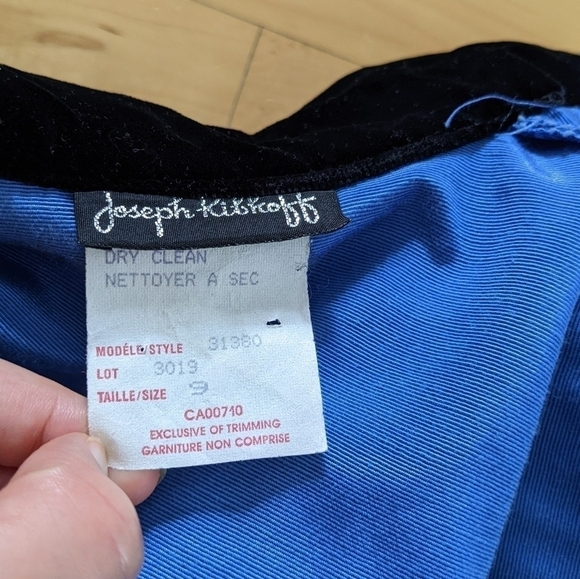 Joseph Ribkoff
DRY CLEAN
NETTOYER A SEC
MODÉLE/STYLE 31380
LOT 3019
TAILLE/SIZE 9
CA00710
EXCLUSIVE OF TRIMMING
GARNITURE NON COMPRISE